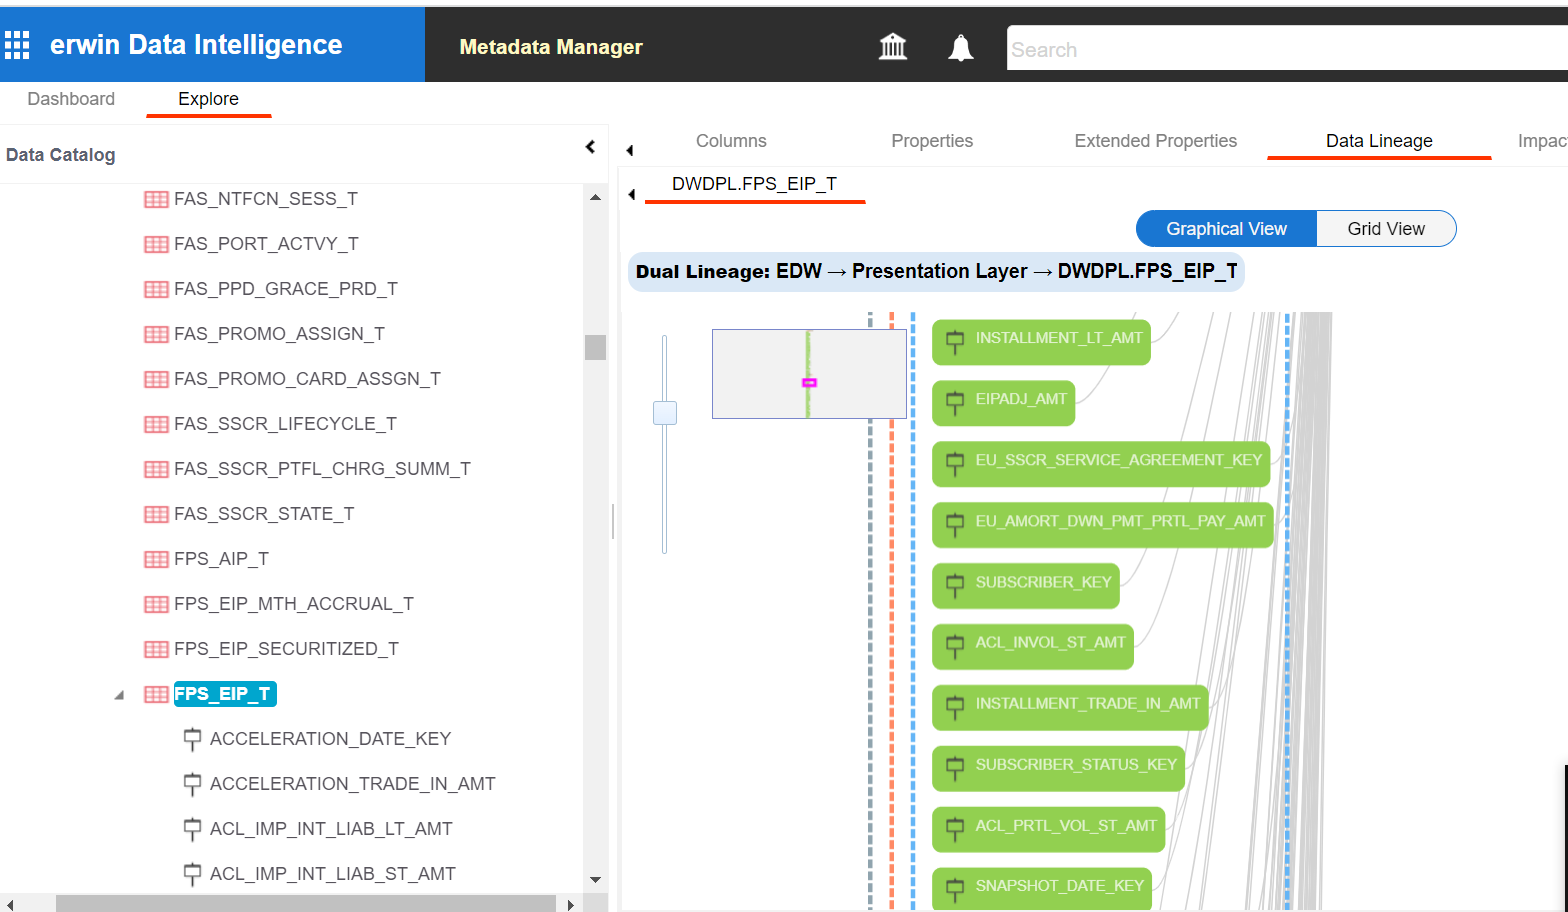 erwin Data Intelligence
Metadata Manager
Search
Dashboard
Explore
Data Catalog
FAS_NTFCN_SESS_T
FAS_PORT_ACTVY_T
FAS_PPD_GRACE_PRD_T
FAS_PROMO_ASSIGN_T
FAS_PROMO_CARD_ASSGN_T
FAS_SSCR_LIFECYCLE_T
FAS_SSCR_PTFL_CHRG_SUMM_T
FAS_SSCR_STATE_T
FPS_AIP_T
FPS_EIP_MTH_ACCRUAL_T
FPS_EIP_SECURITIZED_T
FPS_EIP_T
ACCELERATION_DATE_KEY
ACCELERATION_TRADE_IN_AMT
ACL_IMP_INT_LIAB_LT_AMT
ACL_IMP_INT_LIAB_ST_AMT
Columns
Properties
Extended Properties
Data Lineage
Impac
DWDPL.FPS_EIP_T
Graphical View
Grid View
Dual Lineage: EDW → Presentation Layer → DWDPL.FPS_EIP_T
INSTALLMENT_LT_AMT
EIPADJ_AMT
EU_SSCR_SERVICE_AGREEMENT_KEY
EU_AMORT_DWN_PMT_PRTL_PAY_AMT
SUBSCRIBER_KEY
ACL_INVOL_ST_AMT
INSTALLMENT_TRADE_IN_AMT
SUBSCRIBER_STATUS_KEY
ACL_PRTL_VOL_ST_AMT
SNAPSHOT_DATE_KEY